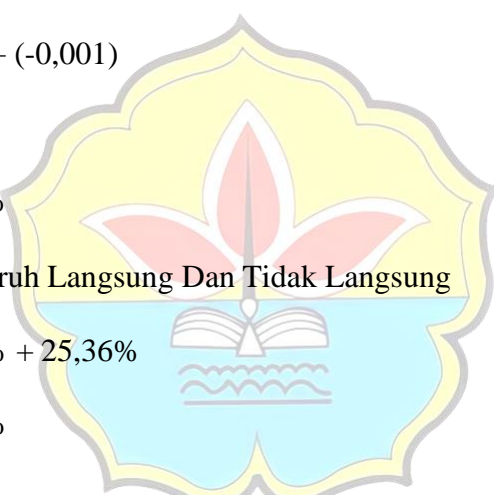 – (-0,001)
%
ruh Langsung Dan Tidak Langsung
% + 25,36%
%